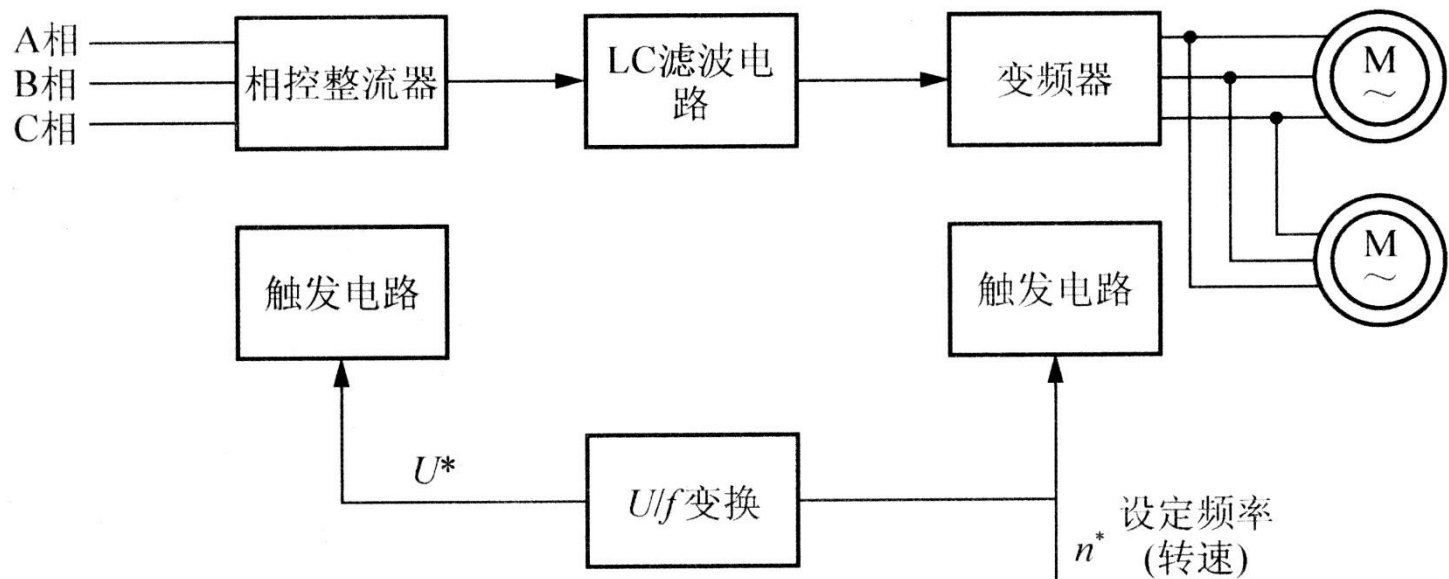 A相
B相
C相
相控整流器
LC滤波电
路
变频器
M
~
M
~
触发电路
触发电路
U*
U/f变换
n*
设定频率
(转速)